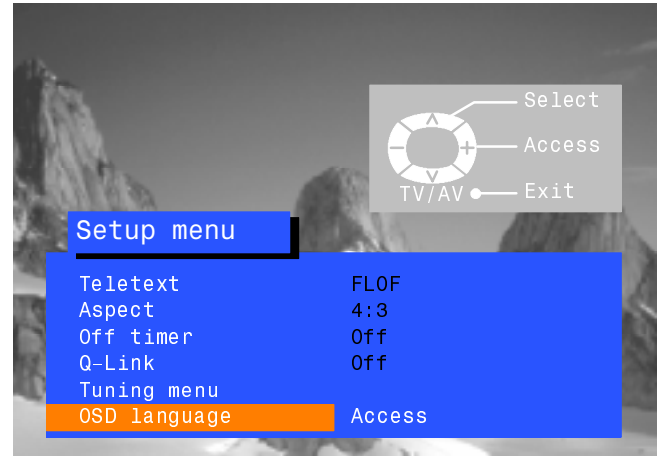 Select
Access
TV/AV Exit
Setup menu
Teletext FLOF
Aspect 4:3
Off timer Off
Q-Link Off
Tuning menu
OSD language Access